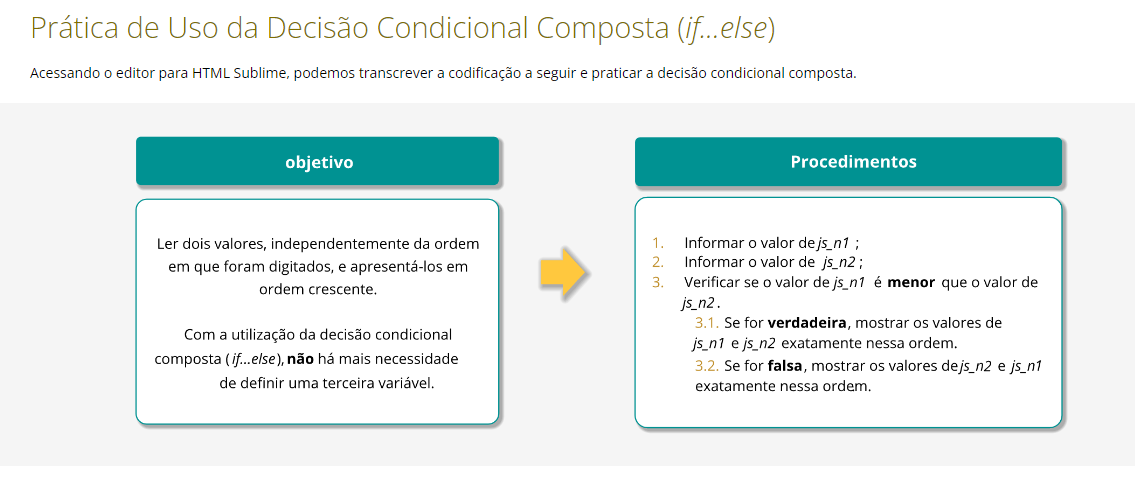 Prática de Uso da Decisão Condicional Composta (if...else)
Acessando o editor para HTML Sublime, podemos transcrever a codificação a seguir e praticar a decisão condicional composta.
objetivo
Ler dois valores, independentemente da ordem
em que foram digitados, e apresentá-los em
ordem crescente.
Com a utilização da decisão condicional
composta (if...else), não há mais necessidade
de definir uma terceira variável.
Procedimentos
1. Informar o valor de js_n1 ;
2. Informar o valor de js_n2 ;
3. Verificar se o valor de js_n1 é menor que o valor de
js_n2 .
3.1. Se for verdadeira, mostrar os valores de
js_n1 e js_n2 exatamente nessa ordem.
3.2. Se for falsa, mostrar os valores de js_n2 e js_n1
exatamente nessa ordem.